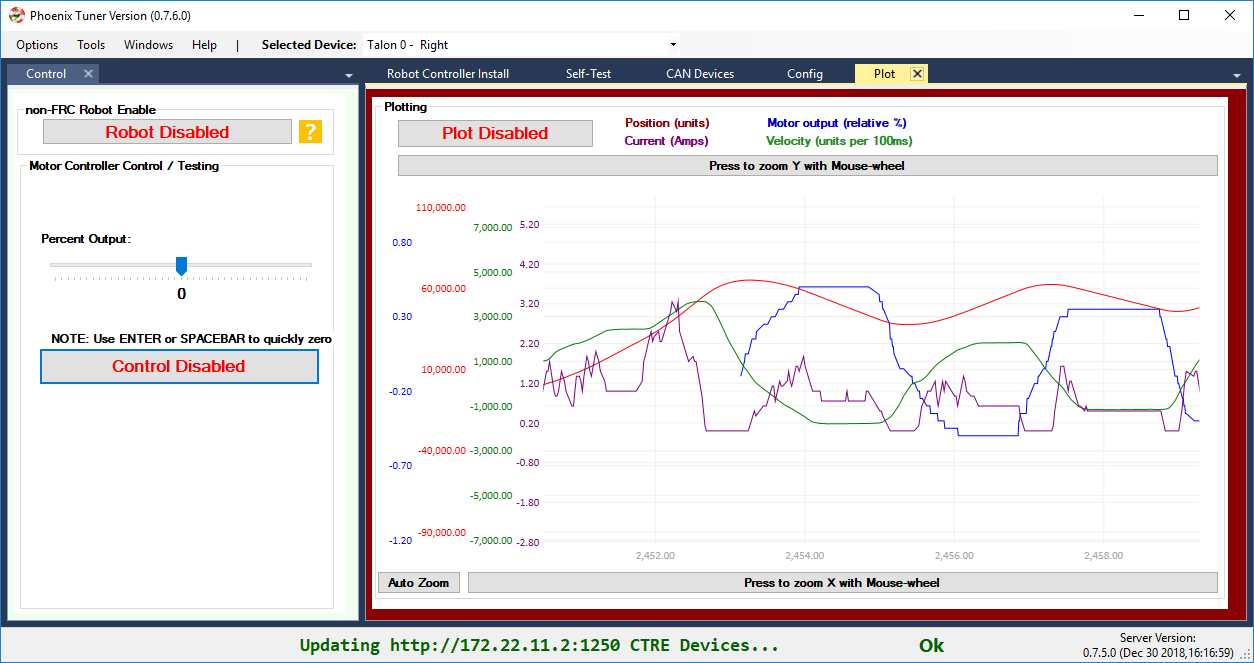 Phoenix Tuner Version (0.7.6.0)
Options Tools Windows Help | Selected Device: Talon 0 - Right
Control
Robot Controller Install Self-Test CAN Devices Config Plot
non-FRC Robot Enable
Robot Disabled ?
Motor Controller Control / Testing
Percent Output:
0
NOTE: Use ENTER or SPACEBAR to quickly zero
Control Disabled
Plotting
Plot Disabled
Position (units) Motor output (relative %)
Current (Amps) Velocity (units per 100ms)
Press to zoom Y with Mouse-wheel
110,000.00
7,000.00 5.20
0.80
5,000.00 4.20
60,000.00
3.20
0.30 3,000.00
2.20
1,000.00
10,000.00
1.20
-0.20
-1,000.00
0.20
-40,000.00 -3,000.00
-0.70 -0.80
-5,000.00
-1.80
-90,000.00
-1.20 -7,000.00 -2.80
2,452.00 2,454.00 2,456.00 2,458.00
Auto Zoom Press to zoom X with Mouse-wheel
Updating http://172.22.11.2:1250 CTRE Devices... Ok
Server Version:
0.7.5.0 (Dec 30 2018,16:16:59)